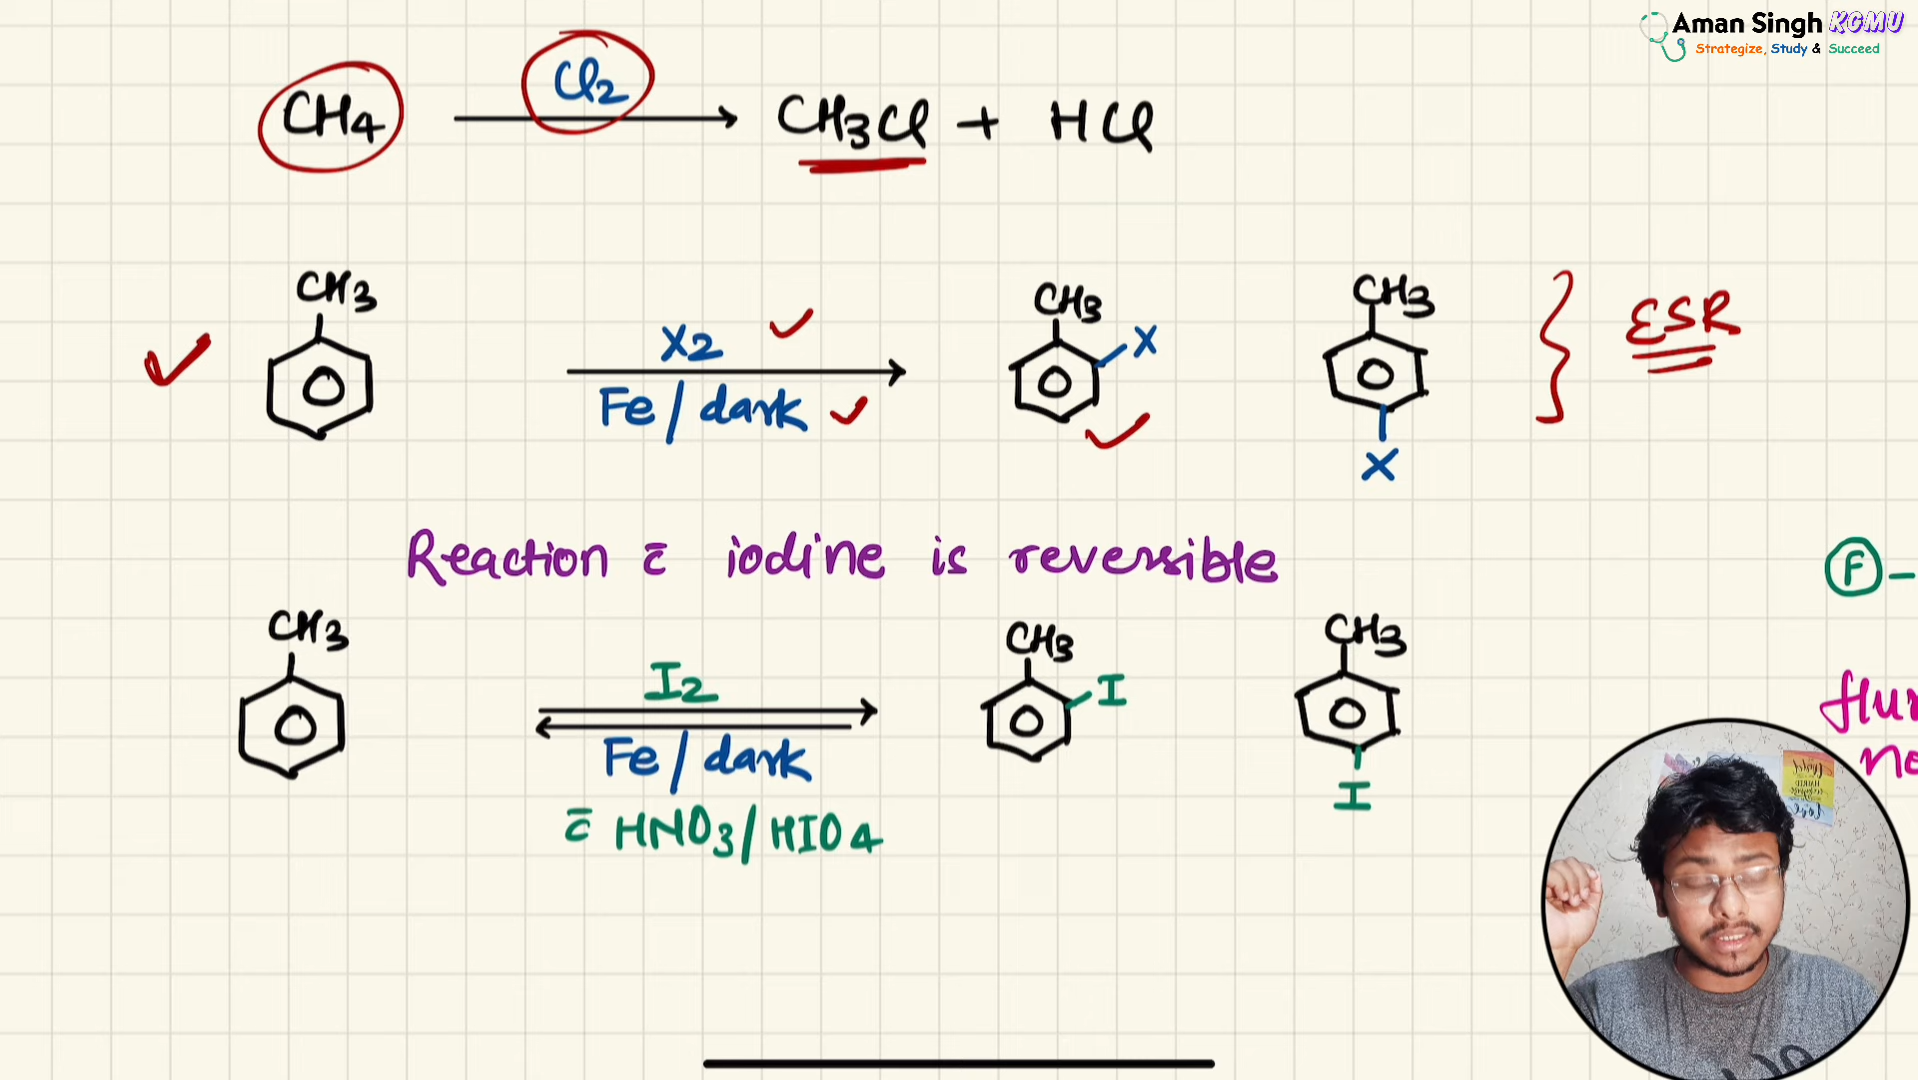 Aman Singh KGMU
Strategize, Study & Succeed
CH4 Cl2 CH3Cl + HCl
CH3 X2 Fe/dark CH3 X CH3 X ESR
Reaction c̄ iodine is reversible
F -
CH3 I2 Fe/dark CH3 I CH3 I
c̄ HNO3/HIO4